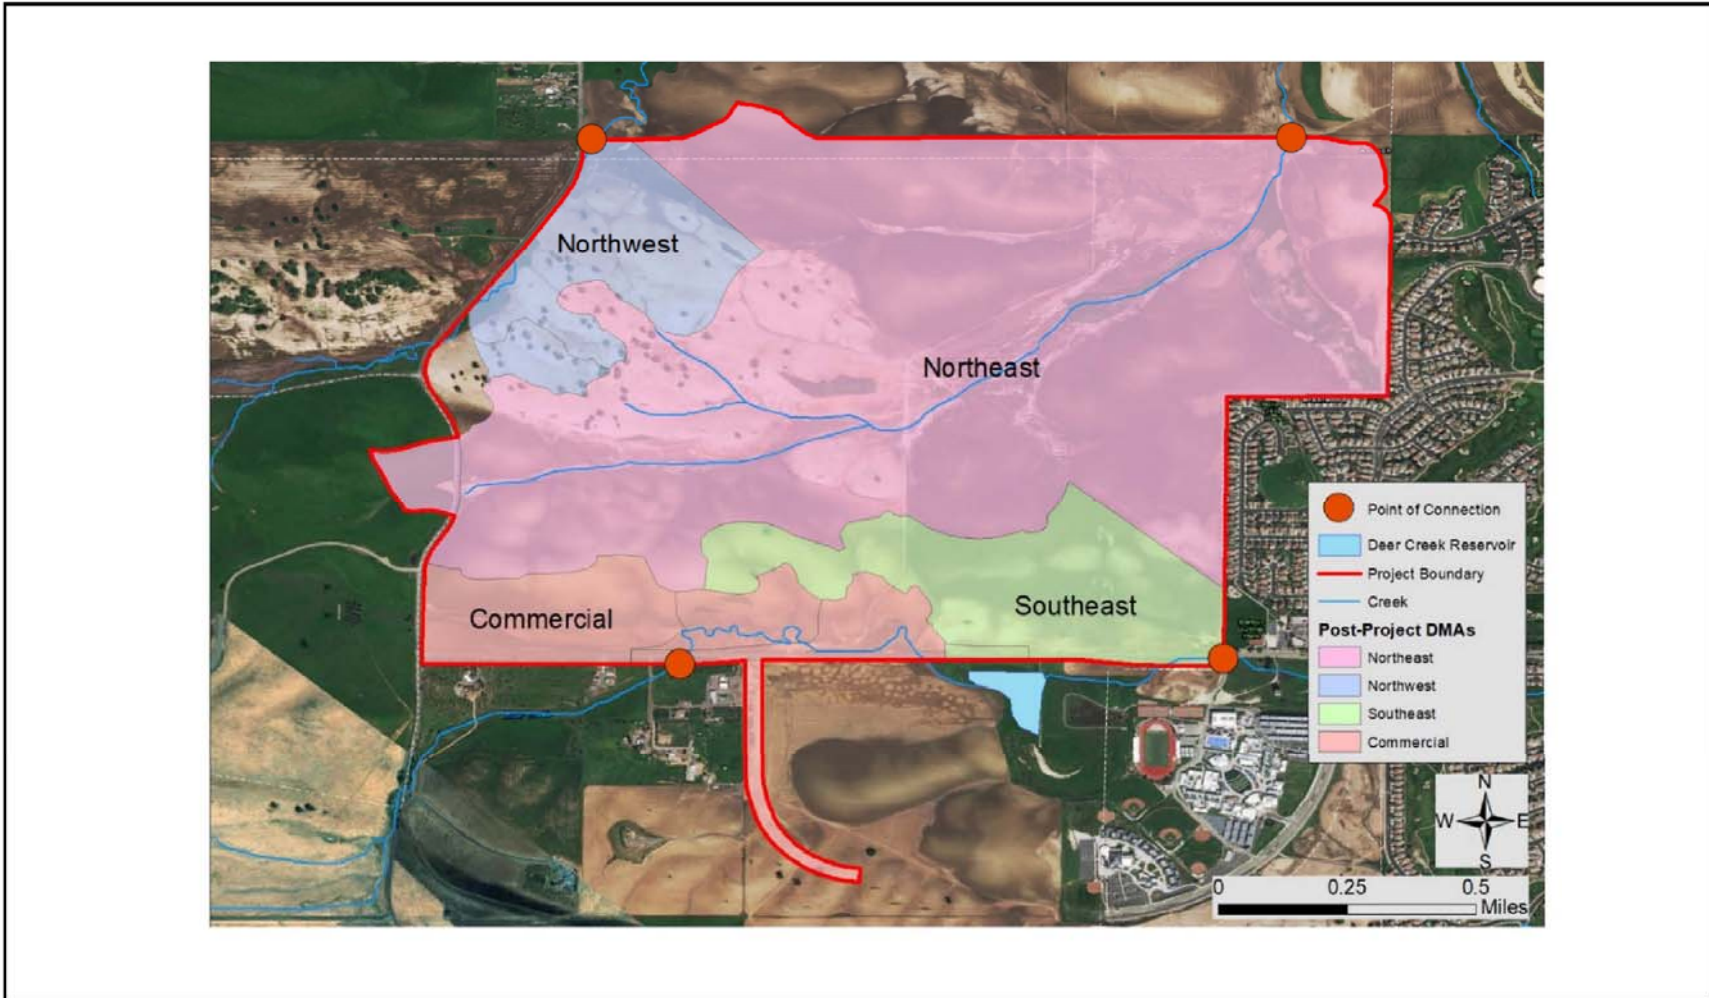 Northwest
Northeast
Southeast
Commercial
Point of Connection
Deer Creek Reservoir
Project Boundary
Creek
Post-Project DMAs
Northeast
Northwest
Southeast
Commercial
N
W E
S
0 0.25 0.5
Miles